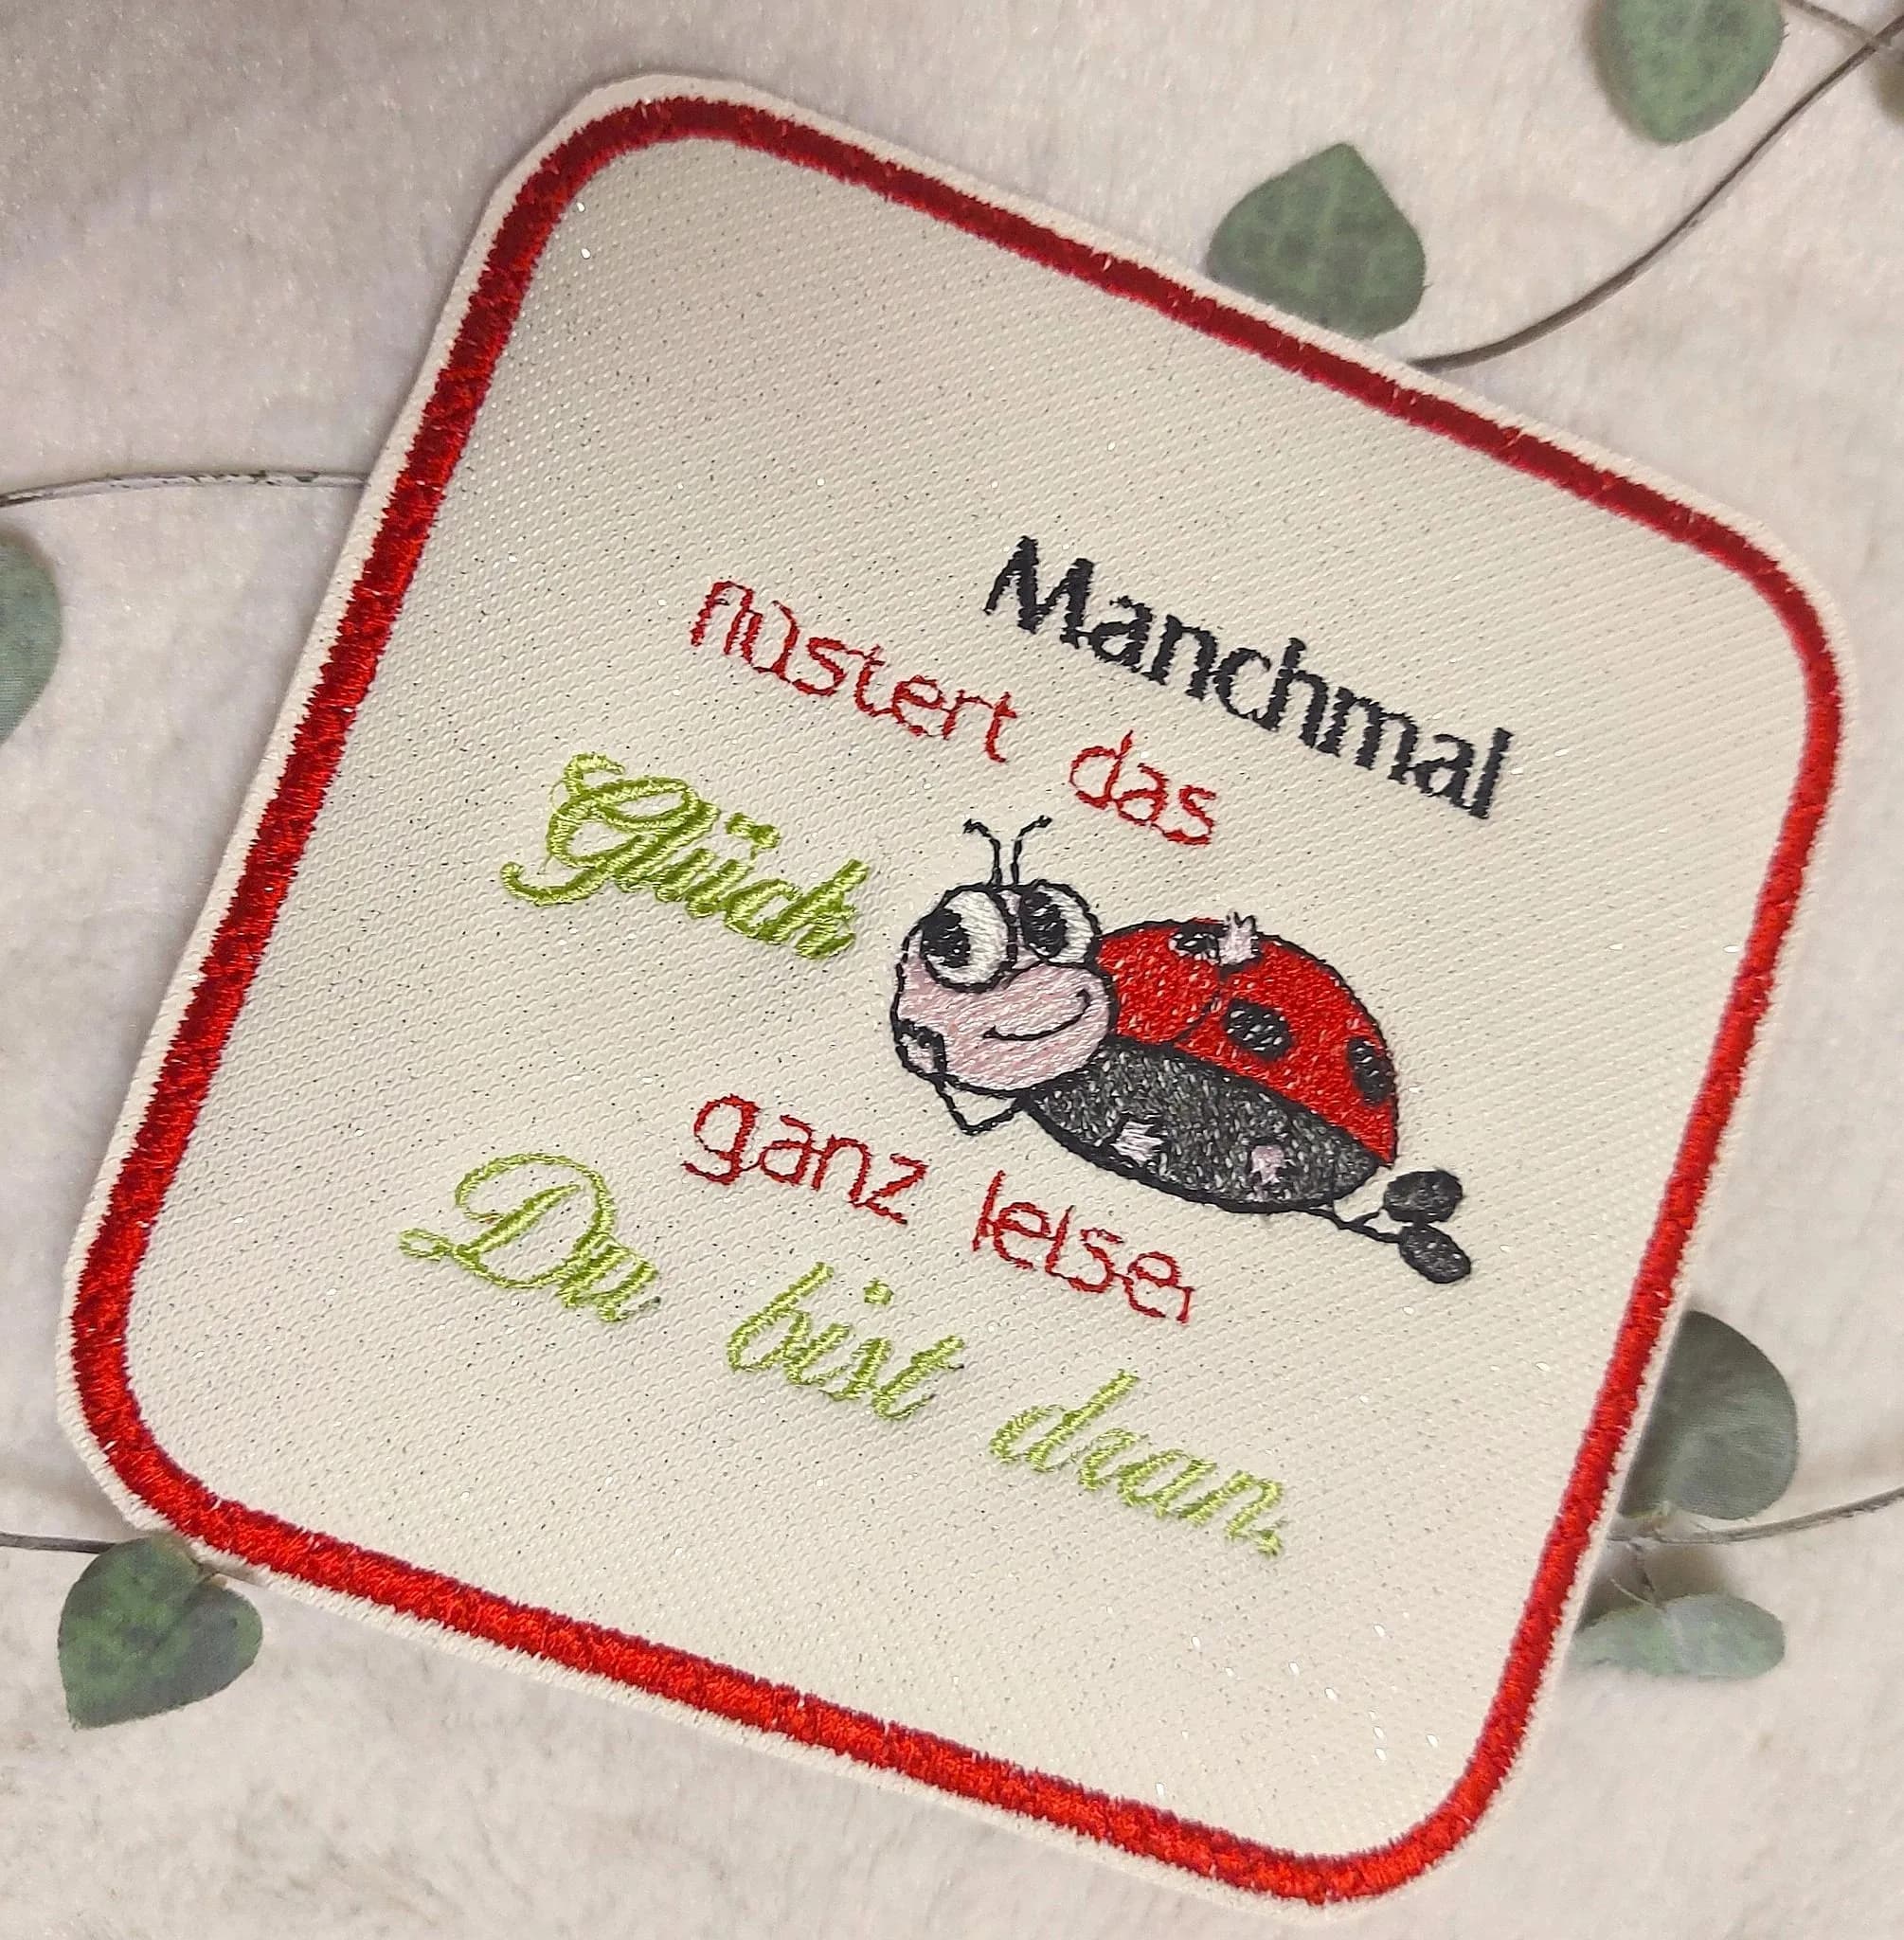 Manchmal
flüstert das
Glück
ganz leise,
Du bist dran.